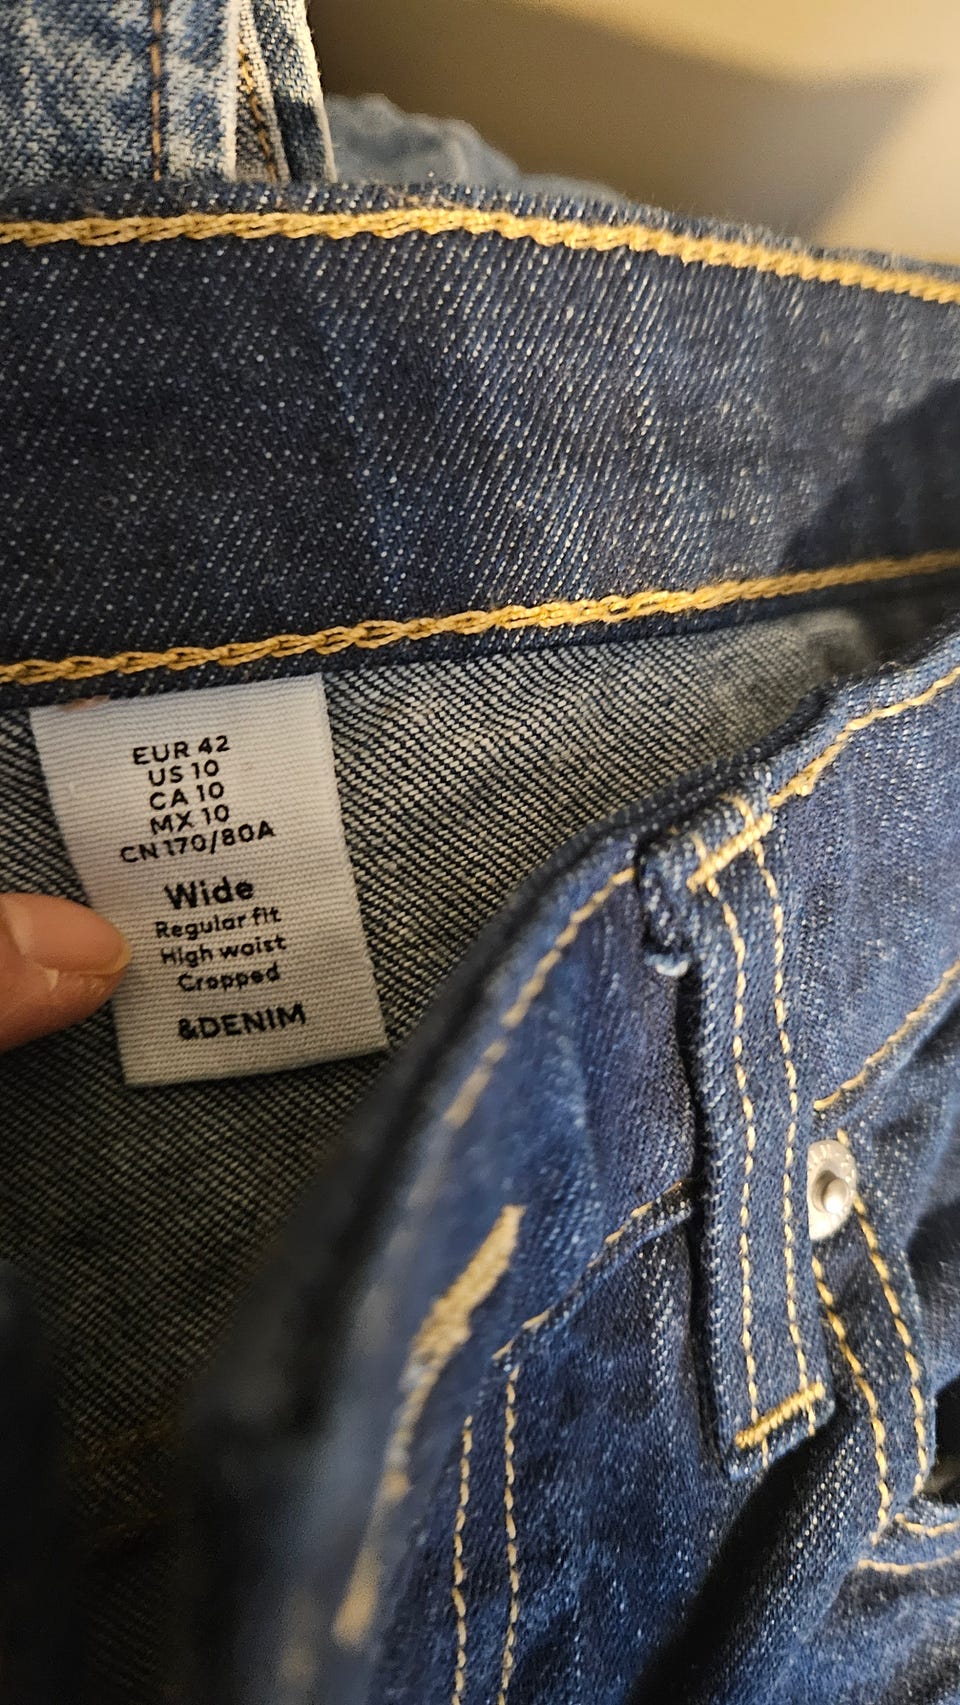 EUR 42
US 10
CA 10
MX 10
CN 170/80A
Wide
Regular fit
High waist
Cropped
&DENIM